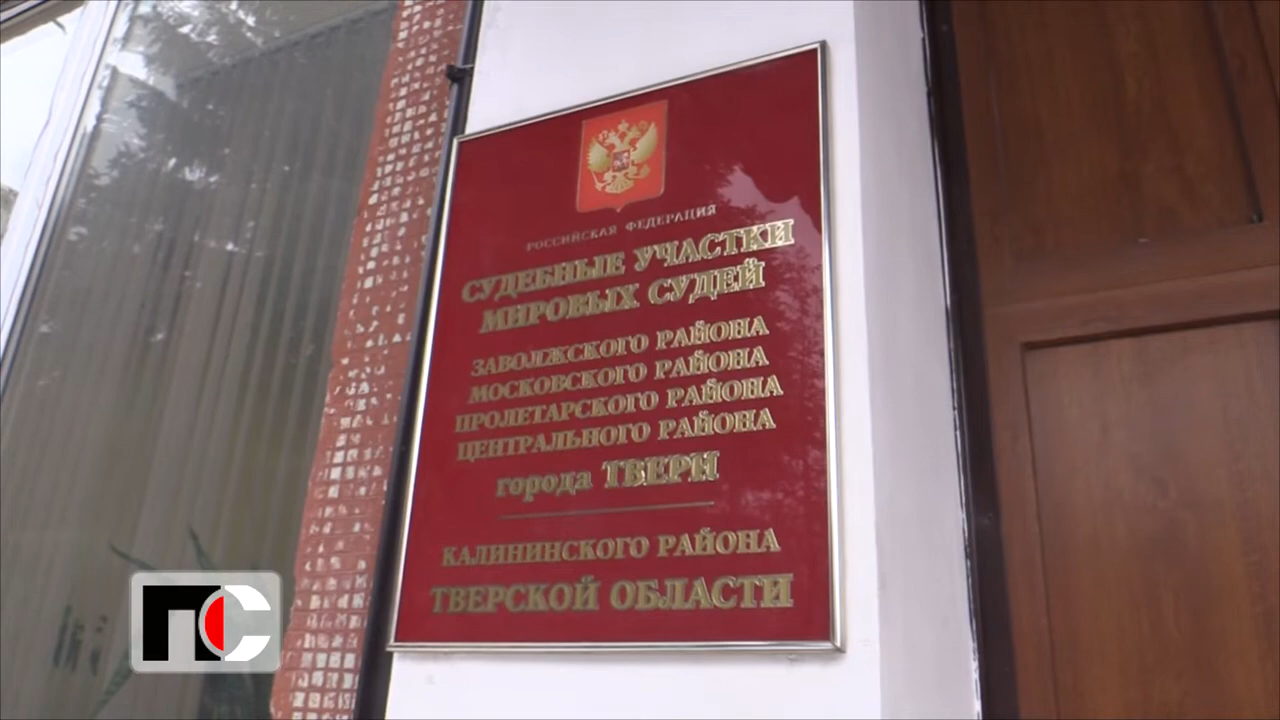 РОССИЙСКАЯ ФЕДЕРАЦИЯ
СУДЕБНЫЕ УЧАСТКИ
МИРОВЫХ СУДЕЙ
ЗАВОЛЖСКОГО РАЙОНА
МОСКОВСКОГО РАЙОНА
ПРОЛЕТАРСКОГО РАЙОНА
ЦЕНТРАЛЬНОГО РАЙОНА
города ТВЕРИ
КАЛИНИНСКОГО РАЙОНА
ТВЕРСКОЙ ОБЛАСТИ
ПС